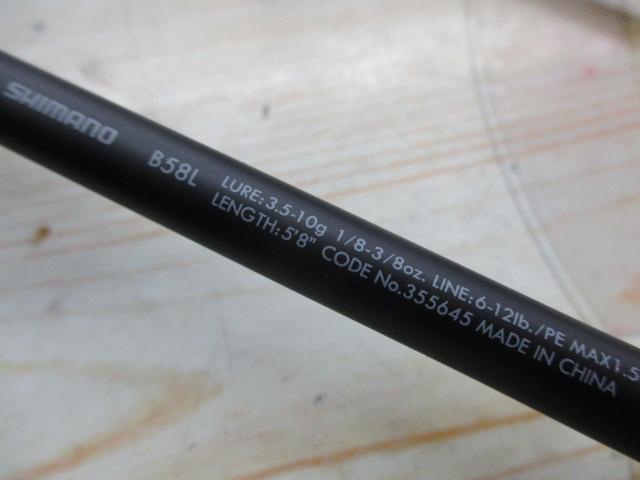 SHIMANO B58L LURE: 3.5-10g 1/8-3/8oz. LINE: 6-12lb./PE MAX1.5
LENGTH: 5'8" CODE No.355645 MADE IN CHINA